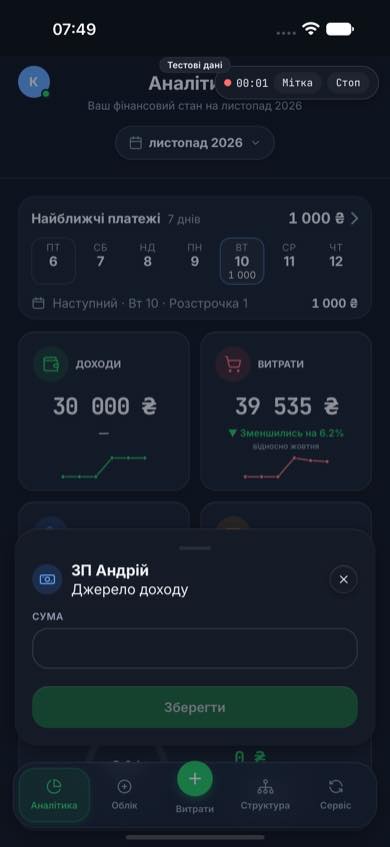 07:49
Тестові дані
К
Аналіти
00:01 Мітка Стоп
Ваш фінансовий стан на листопад 2026
листопад 2026
Найближчі платежі 7 днів 1 000 ₴
ПТ СБ НД ПН ВТ СР ЧТ
6 7 8 9 10 11 12
1 000
Наступний · Вт 10 · Розстрочка 1 1 000 ₴
ДОХОДИ
30 000 ₴
—
ВИТРАТИ
39 535 ₴
▼ Зменшились на 6.2%
відносно жовтня
ЗП Андрій
Джерело доходу
СУМА
Зберегти
0 ₴
Аналітика Облік Витрати Структура Сервіс